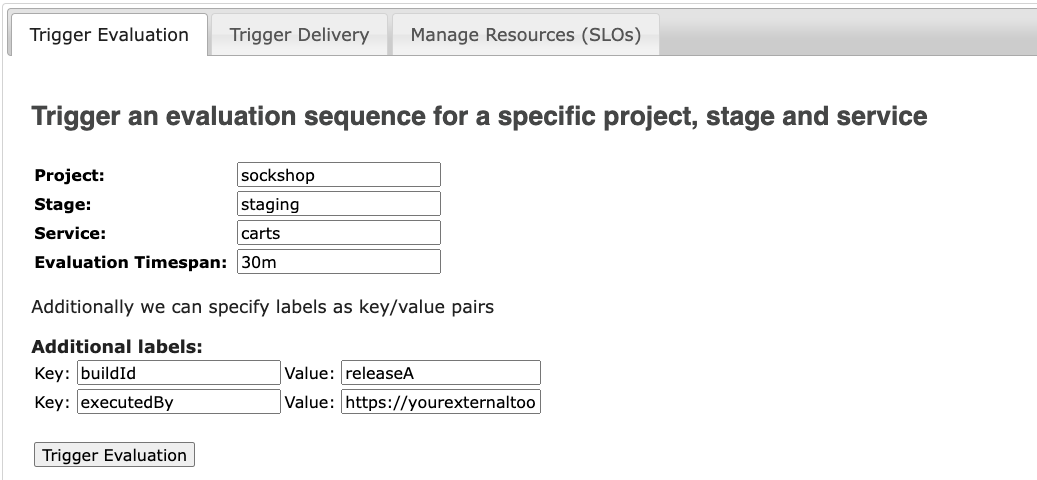 Trigger Evaluation Trigger Delivery Manage Resources (SLOs)
Trigger an evaluation sequence for a specific project, stage and service
Project: sockshop
Stage: staging
Service: carts
Evaluation Timespan: 30m
Additionally we can specify labels as key/value pairs
Additional labels:
Key: buildId Value: releaseA
Key: executedBy Value: https://yourexternaltoo
Trigger Evaluation